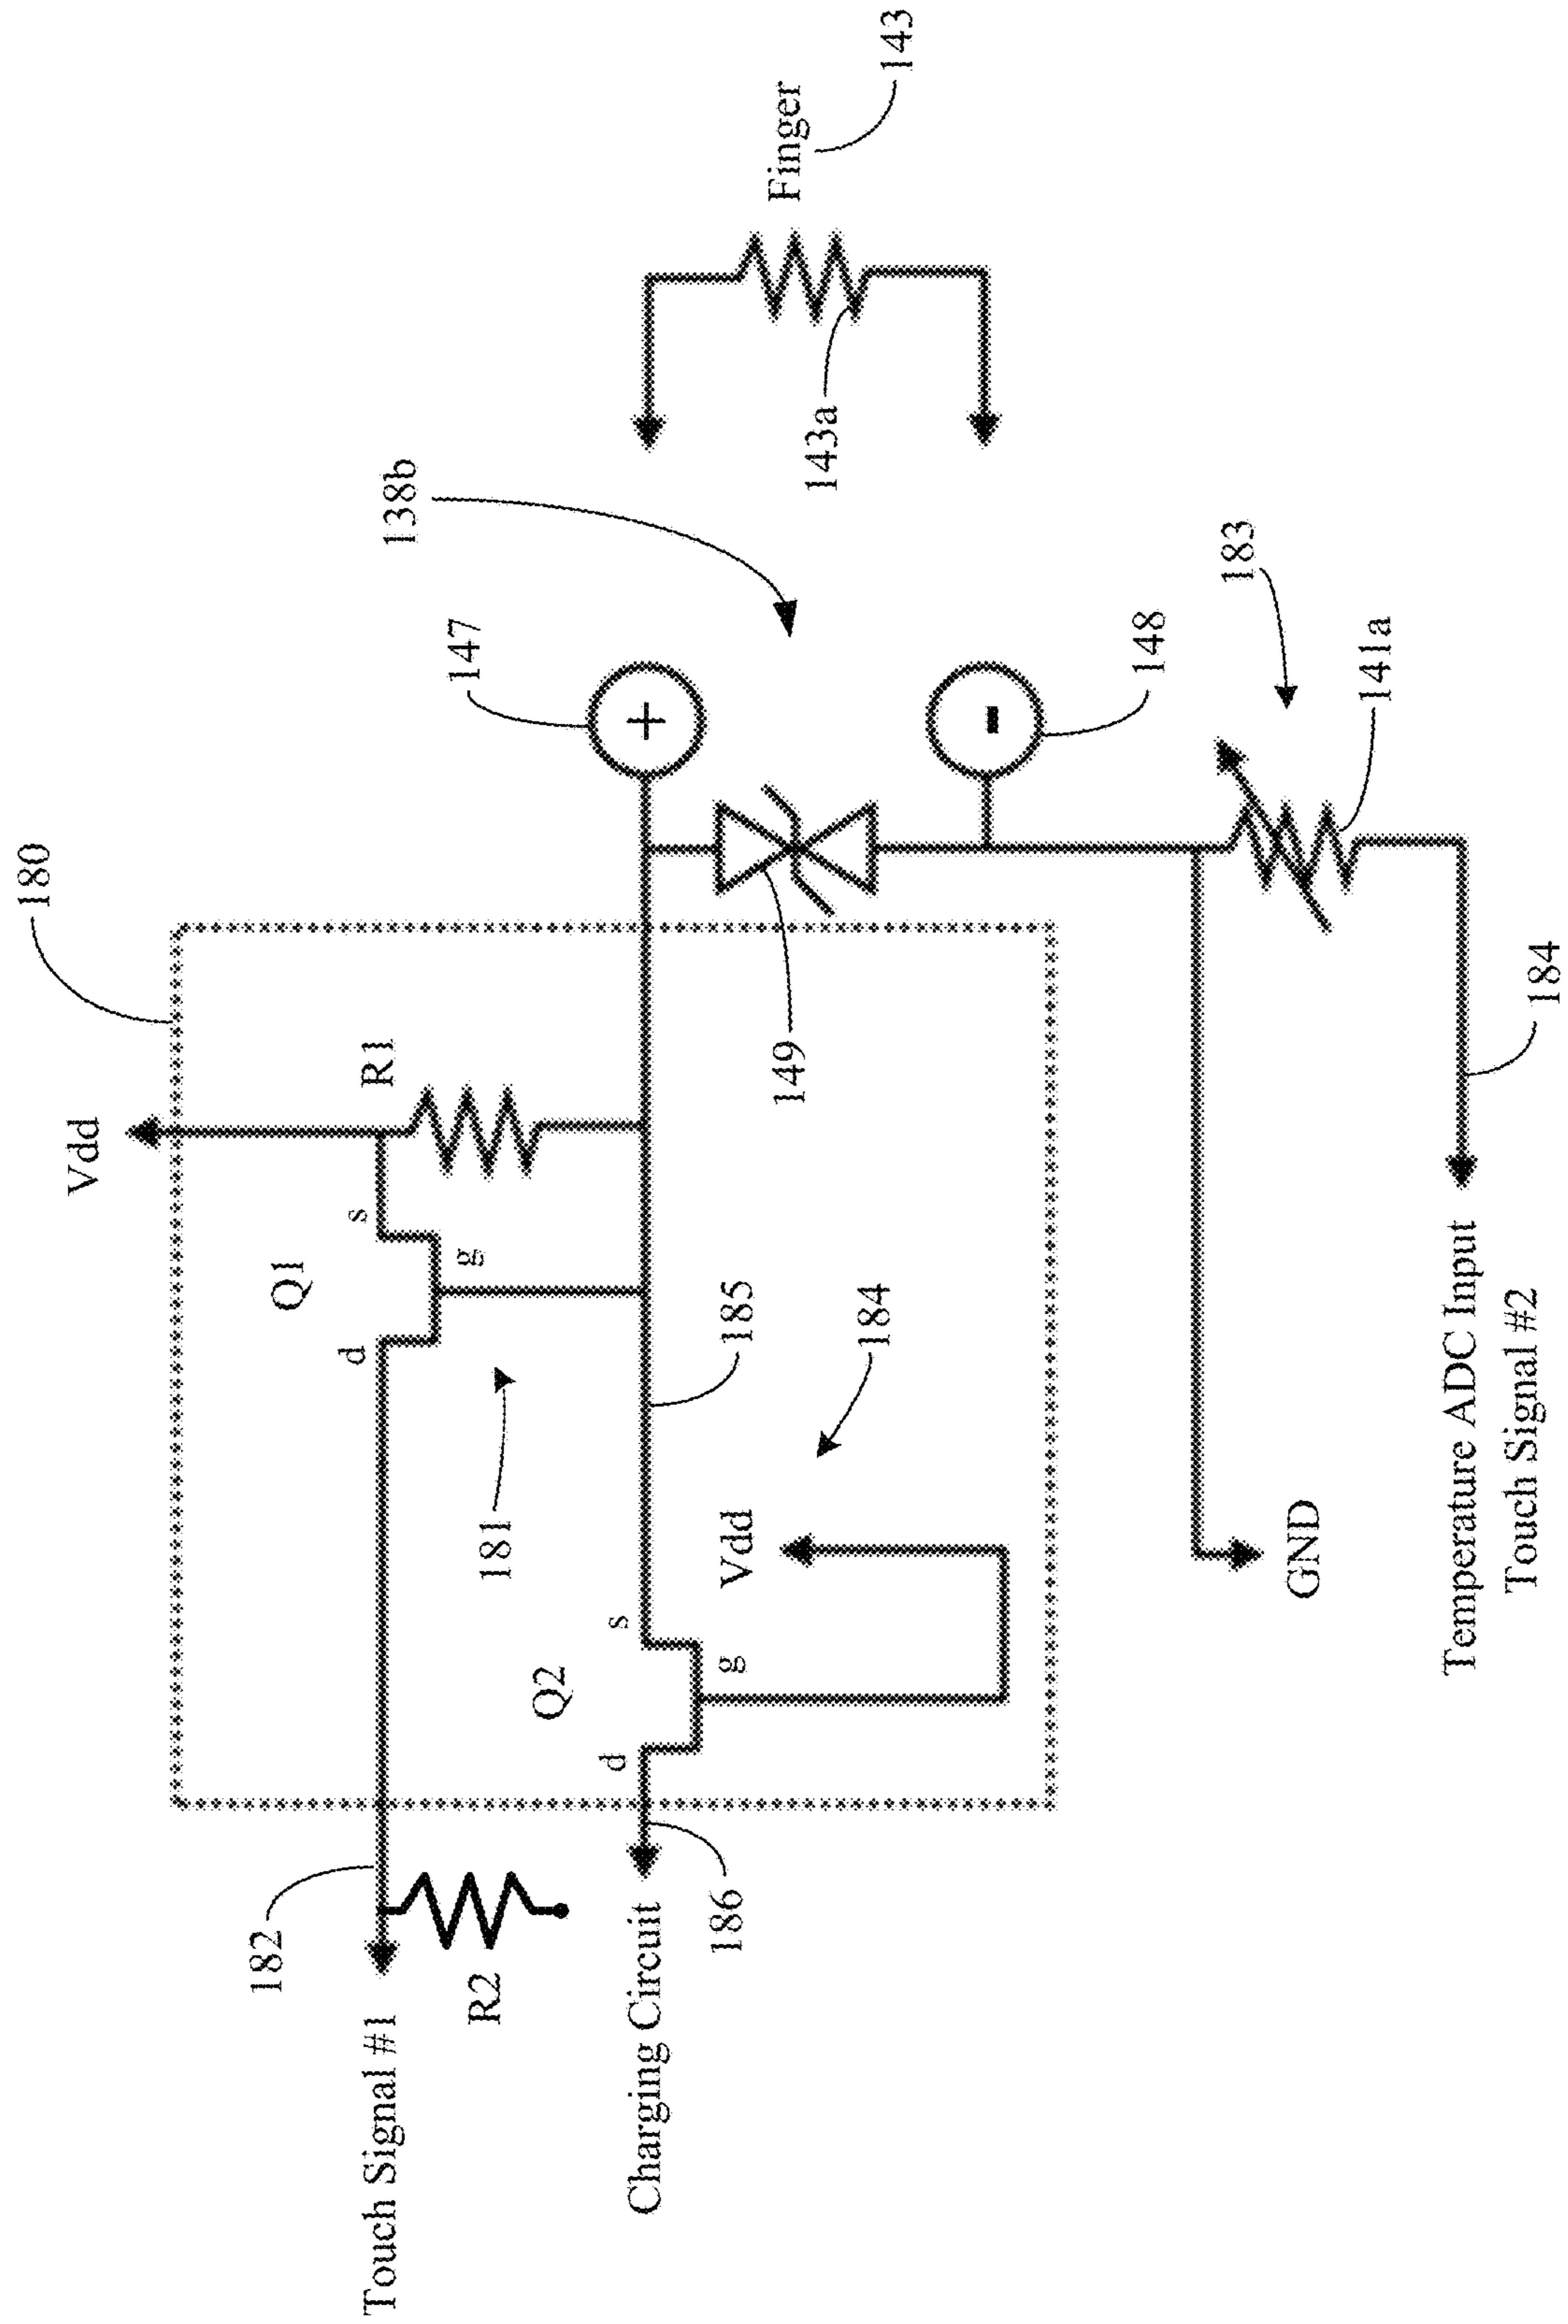 180
Vdd
R1
Q1
s
g
d
181
182
R2
Touch Signal #1
147
138b
Finger
143
143a
149
185
184
Q2
s
g
d
Vdd
186
Charging Circuit
148
183
141a
184
GND
Temperature ADC Input
Touch Signal #2
+
-